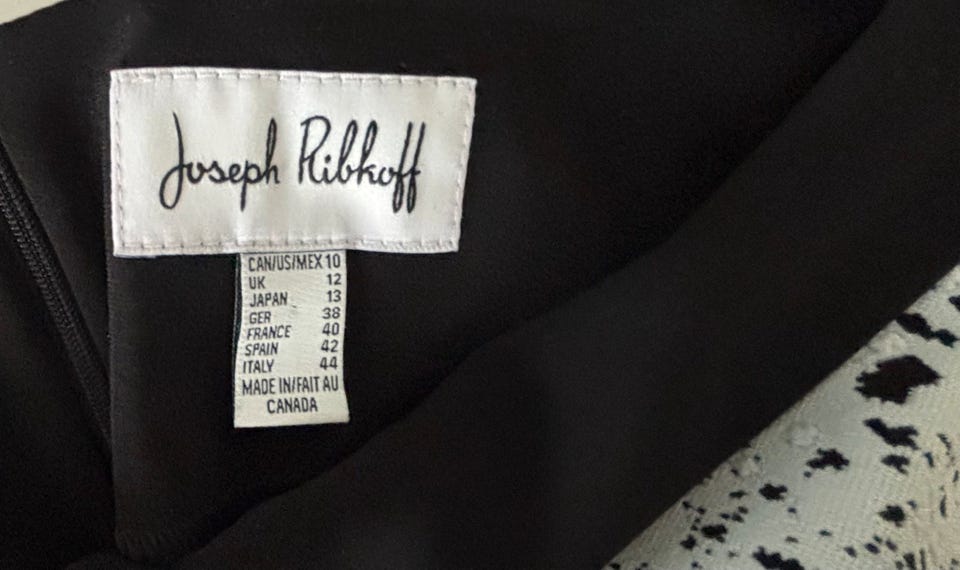 Joseph Ribkoff
CAN/US/MEX 10
UK 12
JAPAN 13
GER 38
FRANCE 40
SPAIN 42
ITALY 44
MADE IN/FAIT AU
CANADA